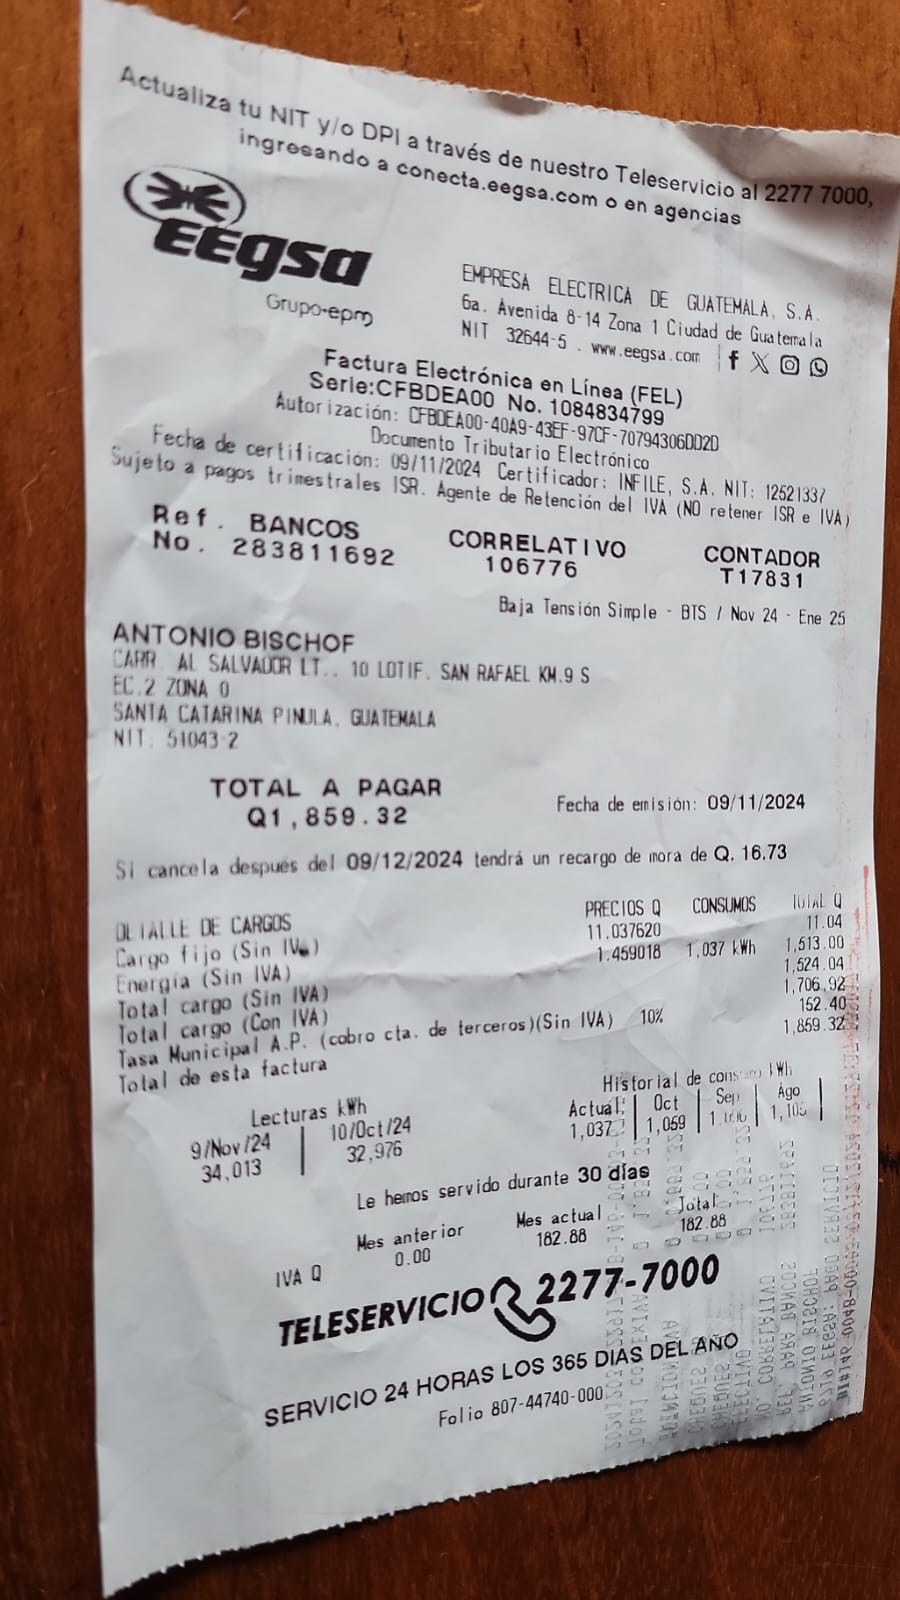 Actualiza tu NIT y/o DPI a través de nuestro Teleservicio al 2277 7000,
ingresando a conecta.eegsa.com o en agencias
EEGSA
Grupo·epm
EMPRESA ELECTRICA DE GUATEMALA, S.A.
6a. Avenida 8-14 Zona 1 Ciudad de Guatemala
NIT 32644-5 . www.eegsa.com
Factura Electrónica en Línea (FEL)
Serie:CFBDEA00 No. 1084834799
Autorización: CFBDEA00-40A9-43EF-97CF-70794306DD2D
Documento Tributario Electrónico
Fecha de certificación: 09/11/2024 Certificador: INFILE, S.A. NIT: 12521337
Sujeto a pagos trimestrales ISR. Agente de Retención del IVA (NO retener ISR e IVA)
Ref. BANCOS CORRELATIVO CONTADOR
No. 283811692 106776 T17831
Baja Tensión Simple - BTS / Nov 24 - Ene 25
ANTONIO BISCHOF
CARR. AL SALVADOR LT.. 10 LOTIF. SAN RAFAEL KM.9 S
EC.2 ZONA 0
SANTA CATARINA PINULA, GUATEMALA
NIT. 51043-2
TOTAL A PAGAR
Q1,859.32
Fecha de emisión: 09/11/2024
Si cancela después del 09/12/2024 tendrá un recargo de mora de Q. 16.73
DETALLE DE CARGOS PRECIOS Q CONSUMOS TOTAL Q
Cargo fijo (Sin IVA) 11.037620 11.04
Energía (Sin IVA) 1.459018 1,037 kWh 1,513.00
Total cargo (Sin IVA) 1,524.04
Total cargo (Con IVA) 1,706.92
Tasa Municipal A.P. (cobro cta. de terceros)(Sin IVA) 10% 152.40
Total de esta factura 1,859.32
Lecturas kWh
9/Nov/24 10/Oct/24
34,013 32,976
Historial de consumo kWh
Actual: Oct Sep Ago
1,037 1,059
Le hemos servido durante 30 días
Mes anterior Mes actual Total
IVA Q 0.00 182.88 182.88
TELESERVICIO 2277-7000
SERVICIO 24 HORAS LOS 365 DIAS DEL AÑO
Folio 807-44740-000